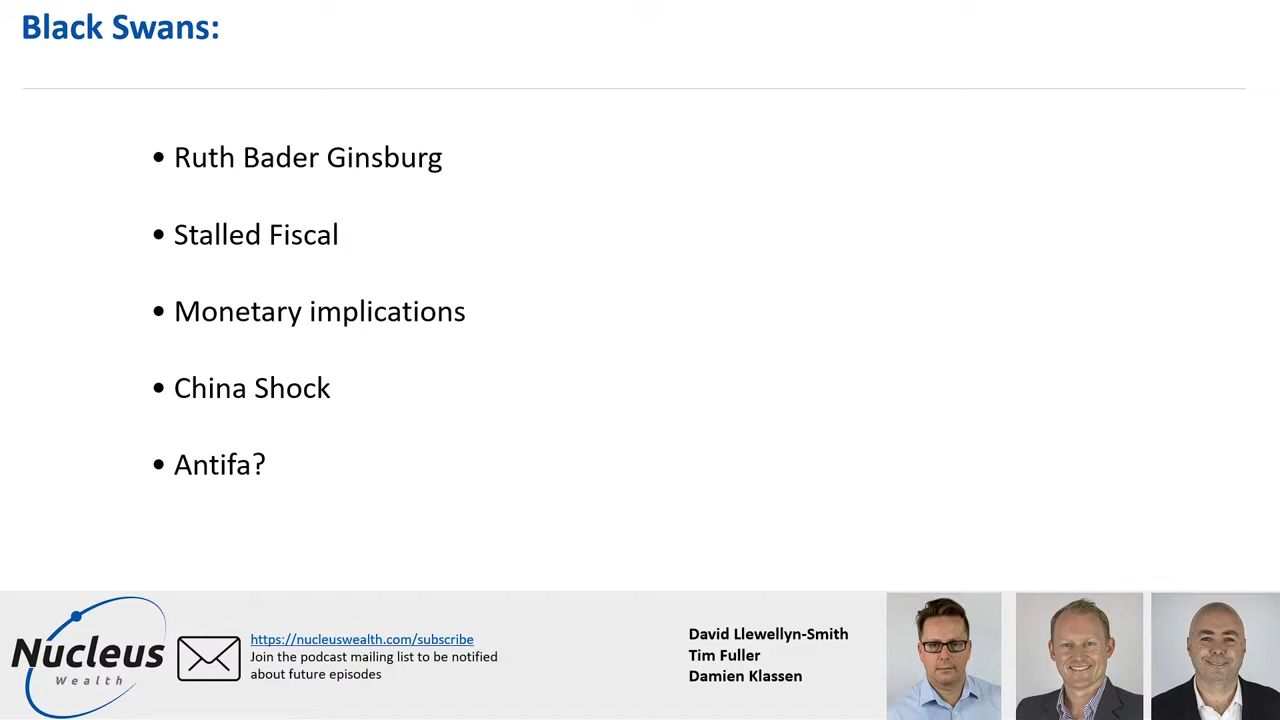 Black Swans:
• Ruth Bader Ginsburg
• Stalled Fiscal
• Monetary implications
• China Shock
• Antifa?
Nucleus
Wealth
https://nucleuswealth.com/subscribe
Join the podcast mailing list to be notified
about future episodes
David Llewellyn-Smith
Tim Fuller
Damien Klassen